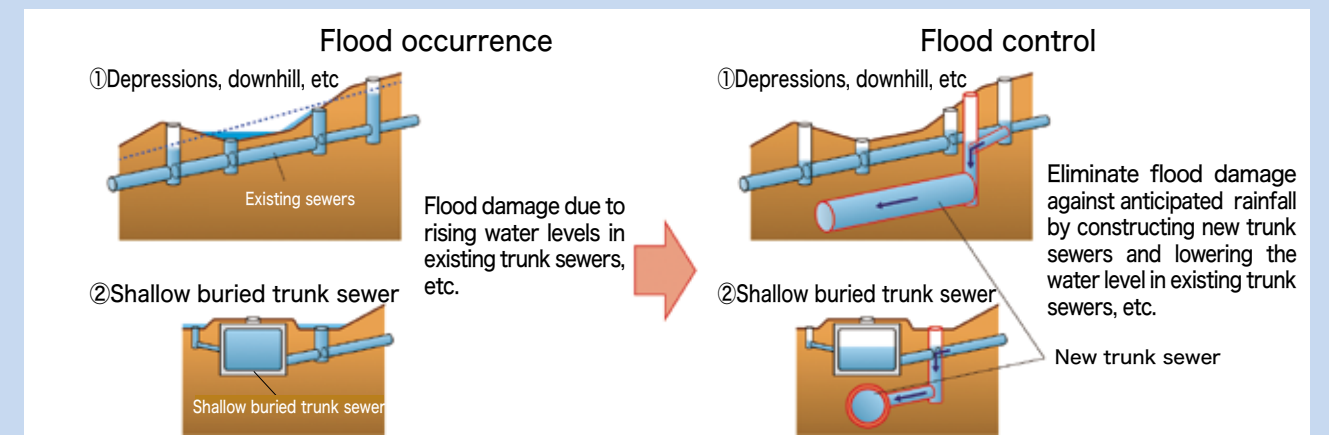 Flood occurrence
①Depressions, downhill, etc
Existing sewers
Flood damage due to
rising water levels in
existing trunk sewers,
etc.
②Shallow buried trunk sewer
Shallow buried trunk sewer
Flood control
①Depressions, downhill, etc
Eliminate flood damage
against anticipated rainfall
by constructing new trunk
sewers and lowering the
water level in existing trunk
sewers, etc.
②Shallow buried trunk sewer
New trunk sewer